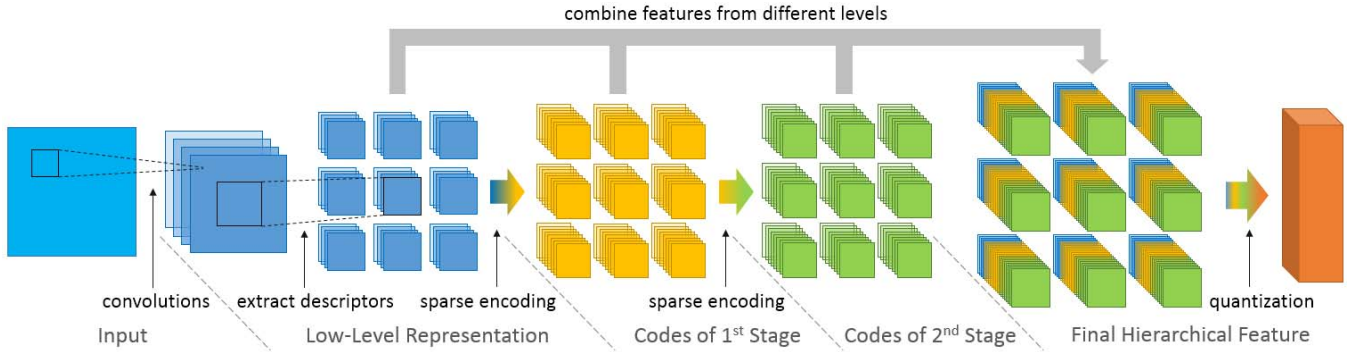 combine features from different levels
convolutions
extract descriptors
sparse encoding
sparse encoding
quantization
Input
Low-Level Representation
Codes of 1st Stage
Codes of 2nd Stage
Final Hierarchical Feature